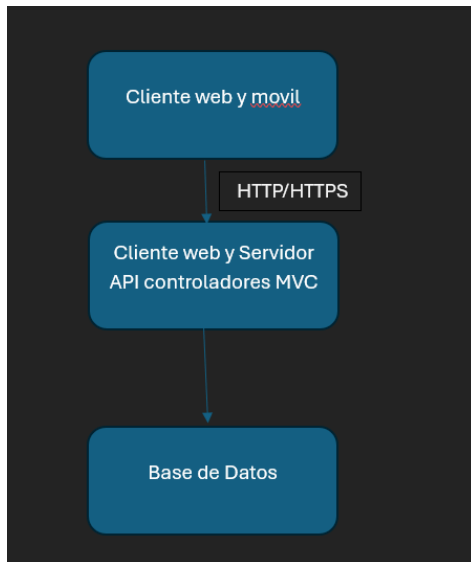 Cliente web y movil
HTTP/HTTPS
Cliente web y Servidor
API controladores MVC
Base de Datos